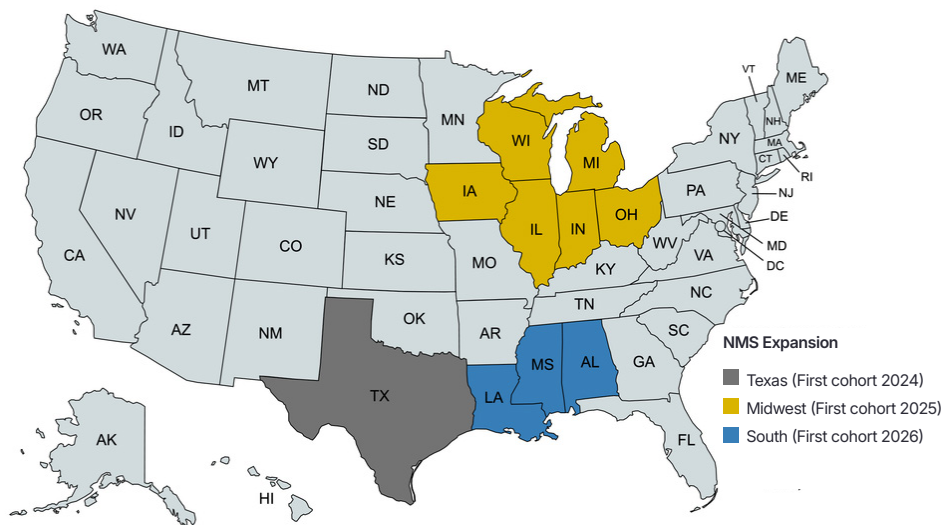 WA
OR
CA
NV
ID
MT
WY
UT
AZ
CO
NM
ND
SD
NE
KS
OK
TX
MN
IA
MO
AR
LA
WI
IL
MI
IN
OH
KY
TN
MS
AL
GA
FL
SC
NC
VA
WV
PA
NY
VT
NH
ME
MA
CT
RI
NJ
DE
MD
DC
AK
HI
NMS Expansion
Texas (First cohort 2024)
Midwest (First cohort 2025)
South (First cohort 2026)